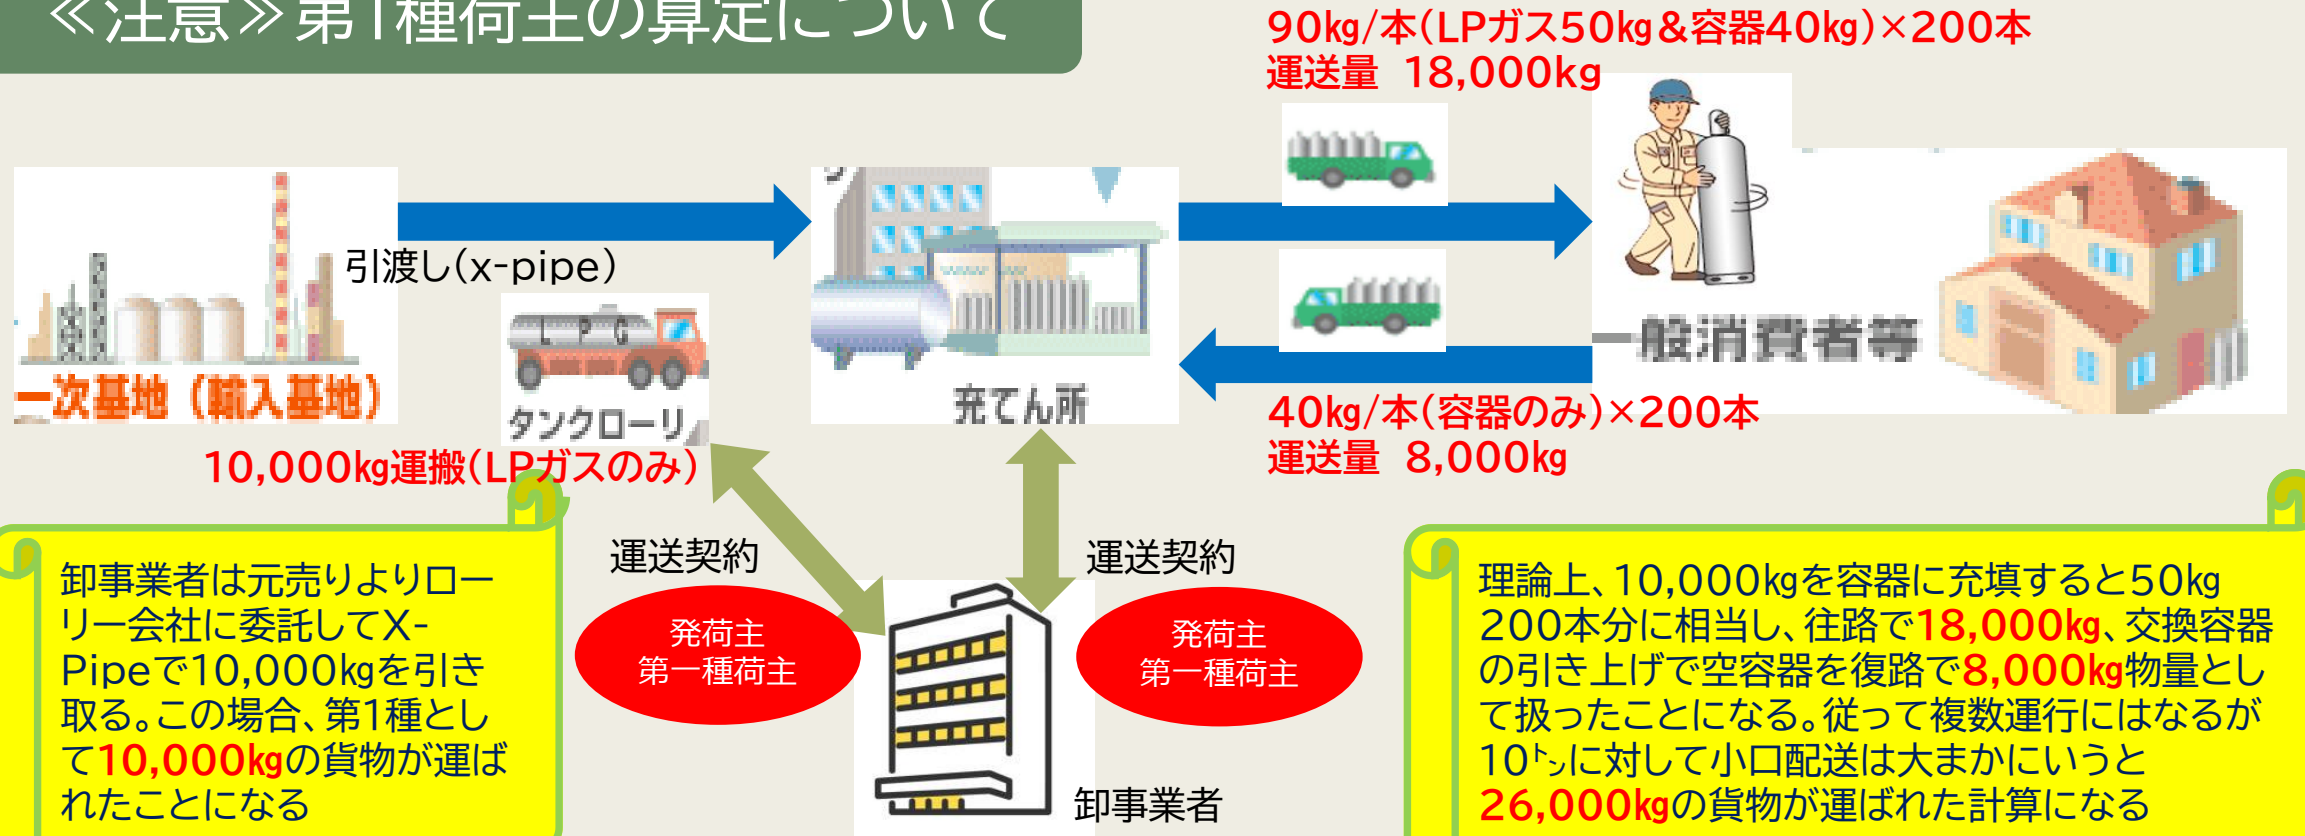 ≪注意≫第1種荷主の算定について
90kg/本(LPガス50kg&容器40kg)×200本
運送量 18,000kg
引渡し(x-pipe)
LPG
タンクローリ
一次基地（輸入基地）
10,000kg運搬(LPガスのみ)
充てん所
一般消費者等
40kg/本(容器のみ)×200本
運送量 8,000kg
卸事業者は元売りよりロー
リー会社に委託してX-
Pipeで10,000kgを引き
取る。この場合、第1種とし
て10,000kgの貨物が運ば
れたことになる
運送契約
発荷主
第一種荷主
運送契約
発荷主
第一種荷主
卸事業者
理論上、10,000kgを容器に充填すると50kg
200本分に相当し、往路で18,000kg、交換容器
の引き上げで空容器を復路で8,000kg物量とし
て扱ったことになる。従って複数運行にはなるが
10㌧に対して小口配送は大まかにいうと
26,000kgの貨物が運ばれた計算になる